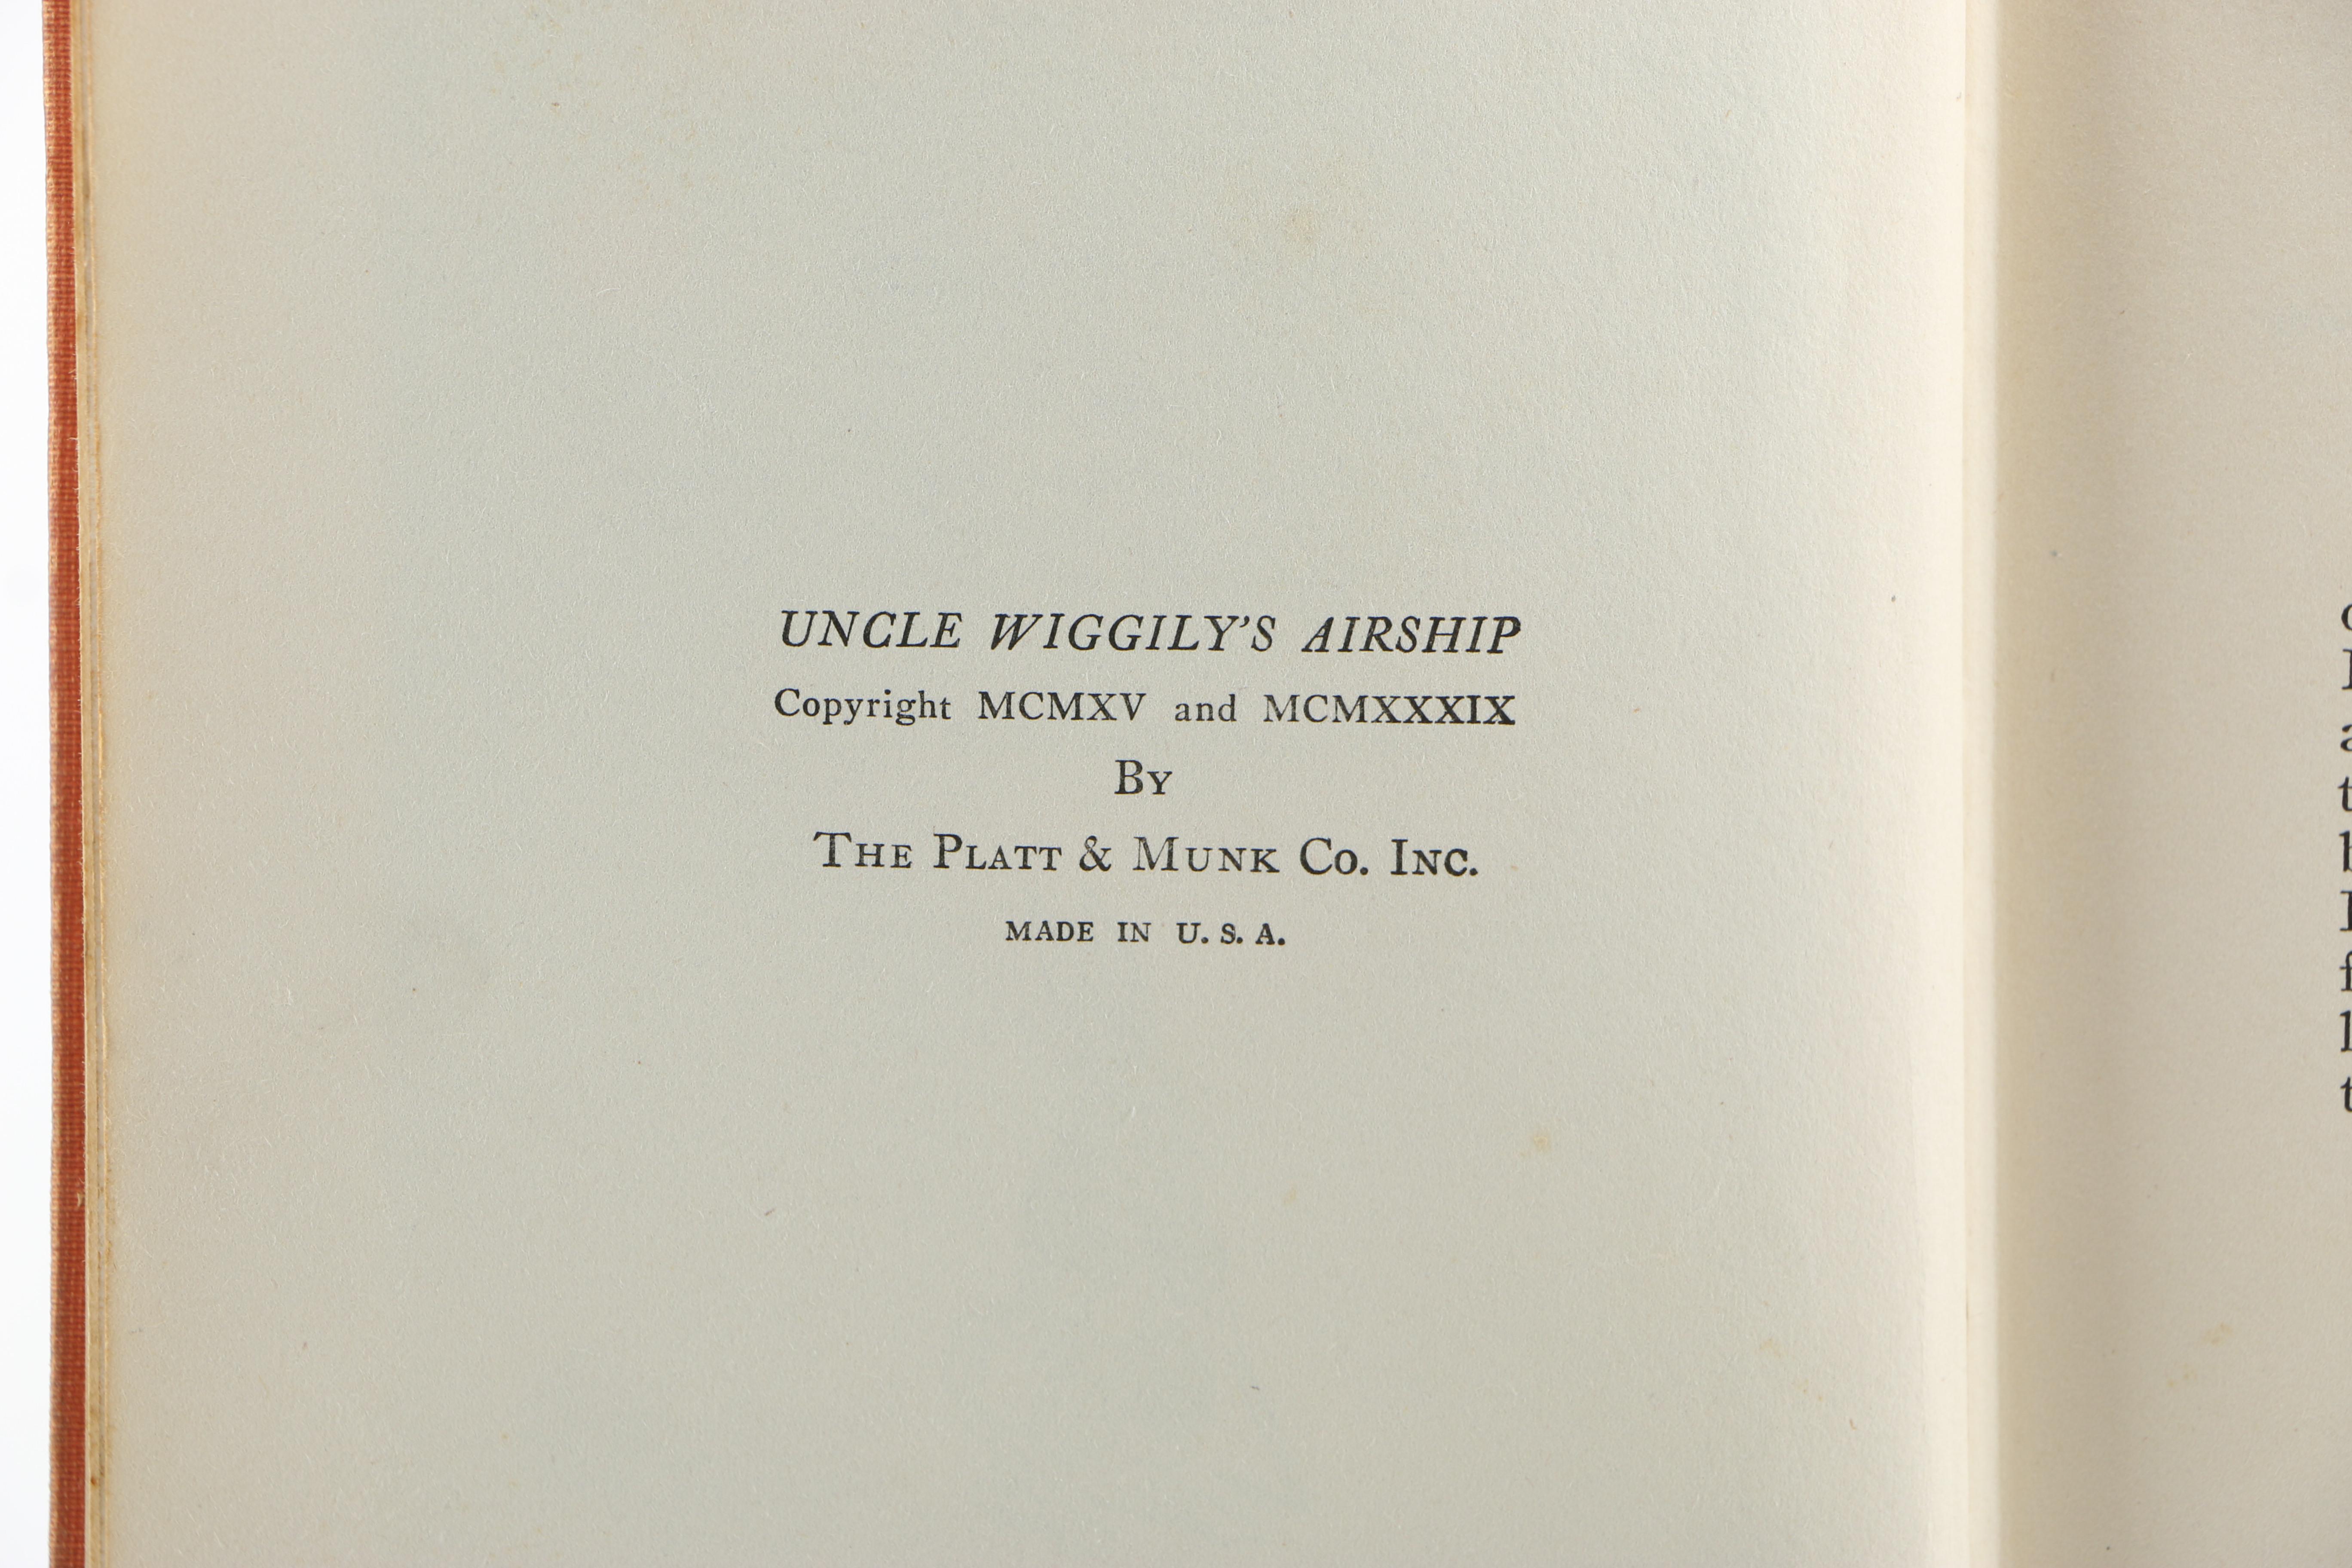 UNCLE WIGGILY'S AIRSHIP
Copyright MCMXV and MCMXXXIX
By
The Platt & Munk Co. Inc.
MADE IN U. S. A.